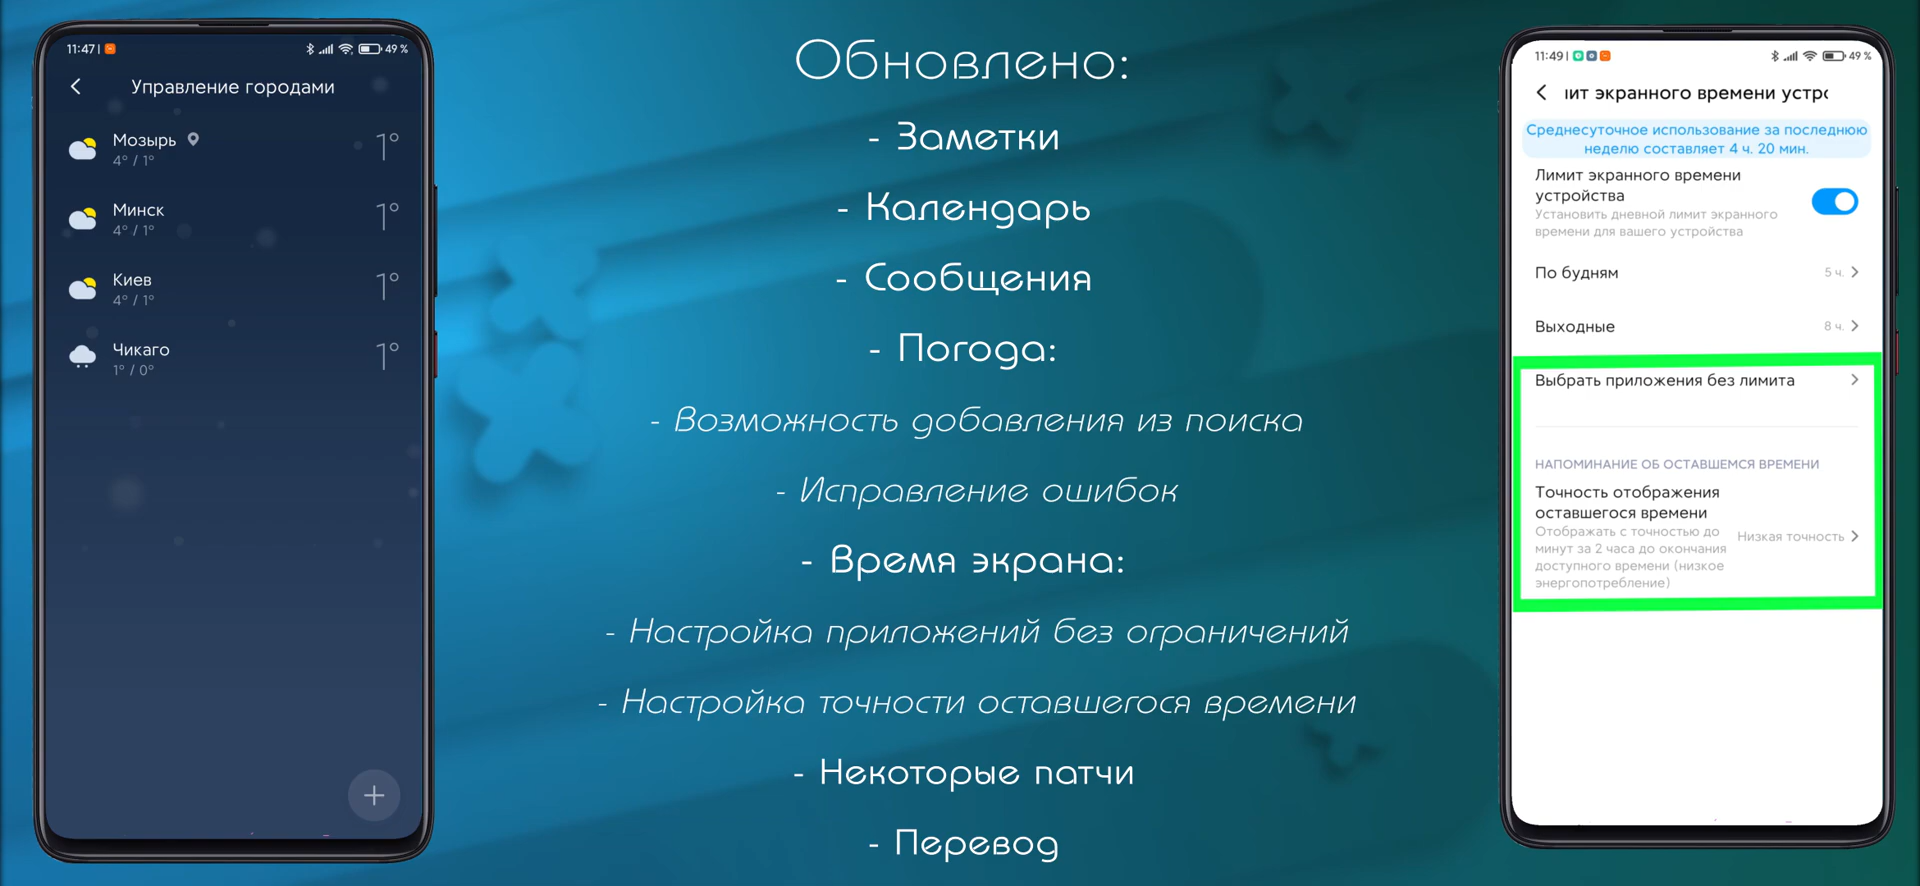 11:47
49 %
Управление городами
Мозырь
4° / 1°
1°
Минск
4° / 1°
1°
Киев
4° / 1°
1°
Чикаго
1° / 0°
1°
Обновлено:
- Заметки
- Календарь
- Сообщения
- Погода:
- Возможность добавления из поиска
- Исправление ошибок
- Время экрана:
- Настройка приложений без ограничений
- Настройка точности оставшегося времени
- Некоторые патчи
- Перевод
11:49
49 %
ит экранного времени устро
Среднесуточное использование за последнюю
неделю составляет 4 ч. 20 мин.
Лимит экранного времени
устройства
Установить дневной лимит экранного
времени для вашего устройства
По будням
5 ч.
Выходные
8 ч.
Выбрать приложения без лимита
НАПОМИНАНИЕ ОБ ОСТАВШЕМСЯ ВРЕМЕНИ
Точность отображения
оставшегося времени
Отображать с точностью до
минут за 2 часа до окончания
доступного времени (низкое
энергопотребление)
Низкая точность